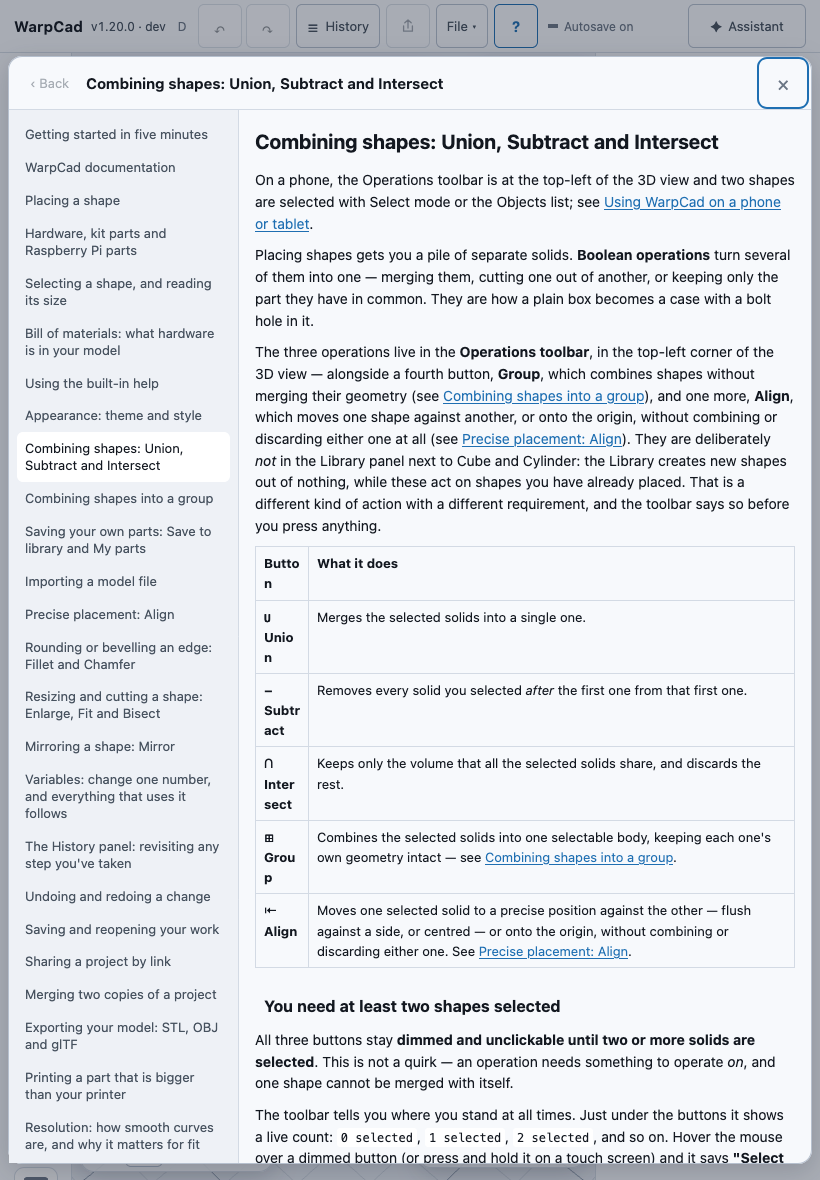 WarpCad v1.20.0 · dev D History File ▾ ? Autosave on Assistant
‹ Back Combining shapes: Union, Subtract and Intersect ×
Getting started in five minutes
WarpCad documentation
Placing a shape
Hardware, kit parts and
Raspberry Pi parts
Selecting a shape, and reading
its size
Bill of materials: what hardware
is in your model
Using the built-in help
Appearance: theme and style
Combining shapes: Union,
Subtract and Intersect
Combining shapes into a group
Saving your own parts: Save to
library and My parts
Importing a model file
Precise placement: Align
Rounding or bevelling an edge:
Fillet and Chamfer
Resizing and cutting a shape:
Enlarge, Fit and Bisect
Mirroring a shape: Mirror
Variables: change one number,
and everything that uses it
follows
The History panel: revisiting any
step you've taken
Undoing and redoing a change
Saving and reopening your work
Sharing a project by link
Merging two copies of a project
Exporting your model: STL, OBJ
and glTF
Printing a part that is bigger
than your printer
Resolution: how smooth curves
are, and why it matters for fit
Combining shapes: Union, Subtract and Intersect
On a phone, the Operations toolbar is at the top-left of the 3D view and two shapes
are selected with Select mode or the Objects list; see Using WarpCad on a phone
or tablet.
Placing shapes gets you a pile of separate solids. Boolean operations turn several
of them into one — merging them, cutting one out of another, or keeping only the
part they have in common. They are how a plain box becomes a case with a bolt
hole in it.
The three operations live in the Operations toolbar, in the top-left corner of the
3D view — alongside a fourth button, Group, which combines shapes without
merging their geometry (see Combining shapes into a group), and one more, Align,
which moves one shape against another, or onto the origin, without combining or
discarding either one at all (see Precise placement: Align). They are deliberately
not in the Library panel next to Cube and Cylinder: the Library creates new shapes
out of nothing, while these act on shapes you have already placed. That is a
different kind of action with a different requirement, and the toolbar says so before
you press anything.
Butto
n
What it does
∪
Unio
n
Merges the selected solids into a single one.
−
Subtr
act
Removes every solid you selected after the first one from that first one.
∩
Inter
sect
Keeps only the volume that all the selected solids share, and discards the
rest.
⊞
Grou
p
Combines the selected solids into one selectable body, keeping each one's
own geometry intact — see Combining shapes into a group.
⇤
Align
Moves one selected solid to a precise position against the other — flush
against a side, or centred — or onto the origin, without combining or
discarding either one. See Precise placement: Align.
You need at least two shapes selected
All three buttons stay dimmed and unclickable until two or more solids are
selected. This is not a quirk — an operation needs something to operate on, and
one shape cannot be merged with itself.
The toolbar tells you where you stand at all times. Just under the buttons it shows
a live count: 0 selected, 1 selected, 2 selected, and so on. Hover the mouse
over a dimmed button (or press and hold it on a touch screen) and it says "Select